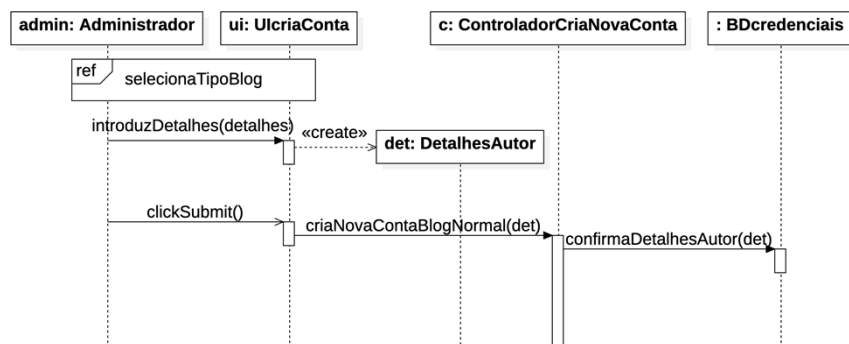 admin: Administrador
ui: UIcriaConta
c: ControladorCriaNovaConta
: BDcredenciais
ref
selecionaTipoBlog
introduzDetalhes(detalhes)
«create»
det: DetalhesAutor
clickSubmit()
criaNovaContaBlogNormal(det)
confirmaDetalhesAutor(det)